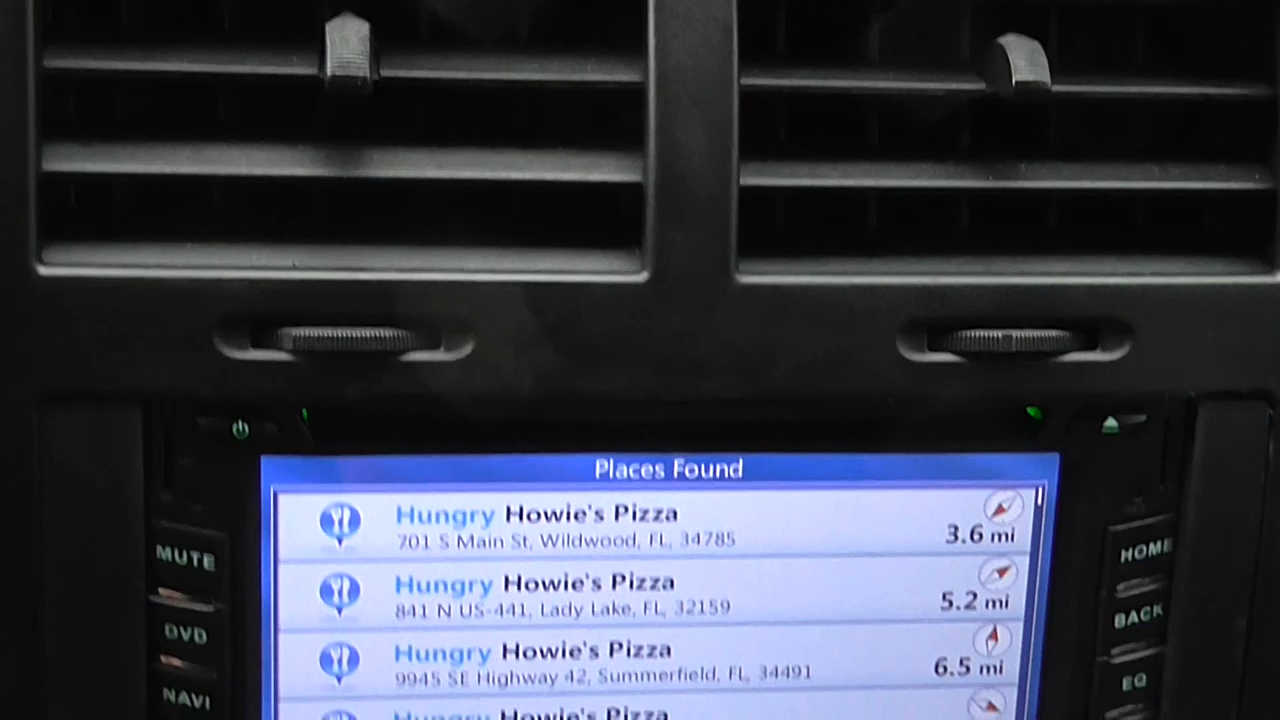 Places Found
Hungry Howie's Pizza
701 S Main St, Wildwood, FL, 34785
3.6 mi
Hungry Howie's Pizza
841 N US-441, Lady Lake, FL, 32159
5.2 mi
Hungry Howie's Pizza
9945 SE Highway 42, Summerfield, FL, 34491
6.5 mi
Hungry Howie's Pizza
MUTE
DVD
NAVI
HOME
BACK
EQ